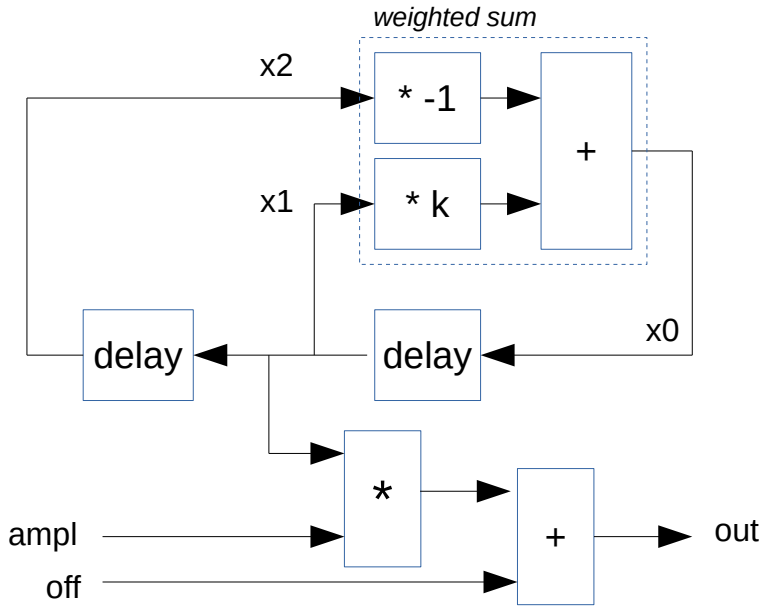 weighted sum
x2
* -1
+
x1
* k
x0
delay
delay
*
ampl
+
out
off